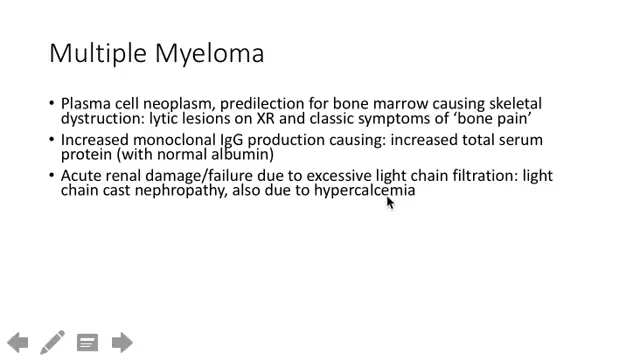 Multiple Myeloma
• Plasma cell neoplasm, predilection for bone marrow causing skeletal
dystruction: lytic lesions on XR and classic symptoms of ‘bone pain’
• Increased monoclonal IgG production causing: increased total serum
protein (with normal albumin)
• Acute renal damage/failure due to excessive light chain filtration: light
chain cast nephropathy, also due to hypercalcemia